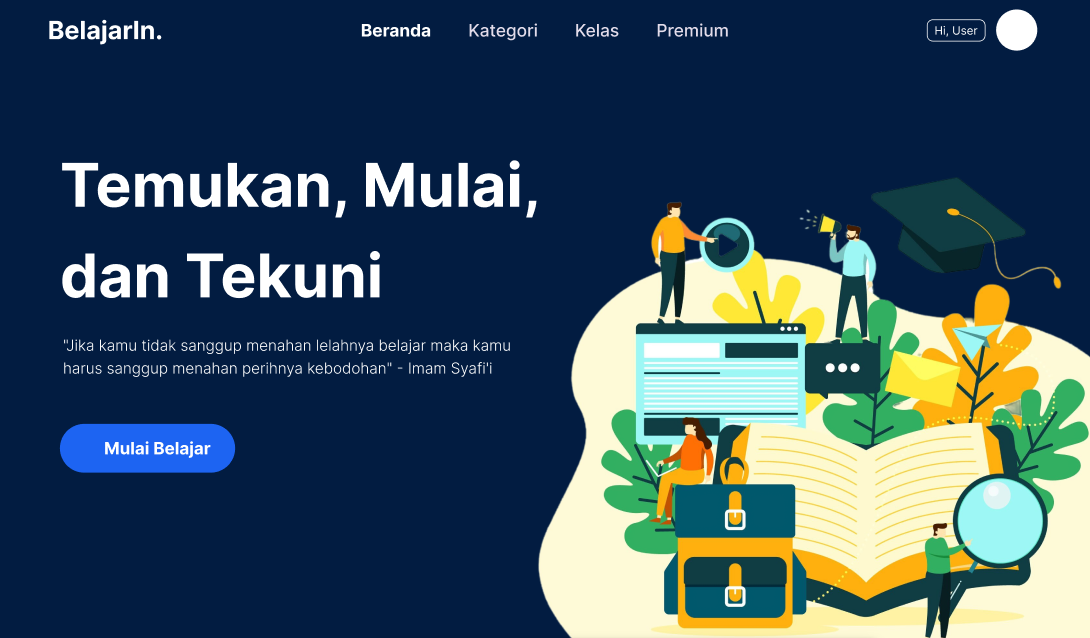 BelajarIn.
Beranda
Kategori
Kelas
Premium
Hi, User
Temukan, Mulai,
dan Tekuni
"Jika kamu tidak sanggup menahan lelahnya belajar maka kamu
harus sanggup menahan perihnya kebodohan" - Imam Syafi'i
Mulai Belajar